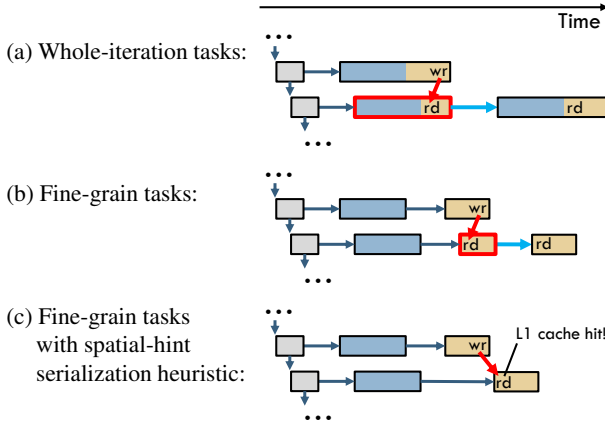 Time
...
(a) Whole-iteration tasks:
wr
rd
rd
...
...
(b) Fine-grain tasks:
wr
rd
rd
...
...
(c) Fine-grain tasks
with spatial-hint
serialization heuristic:
L1 cache hit!
wr
rd
...